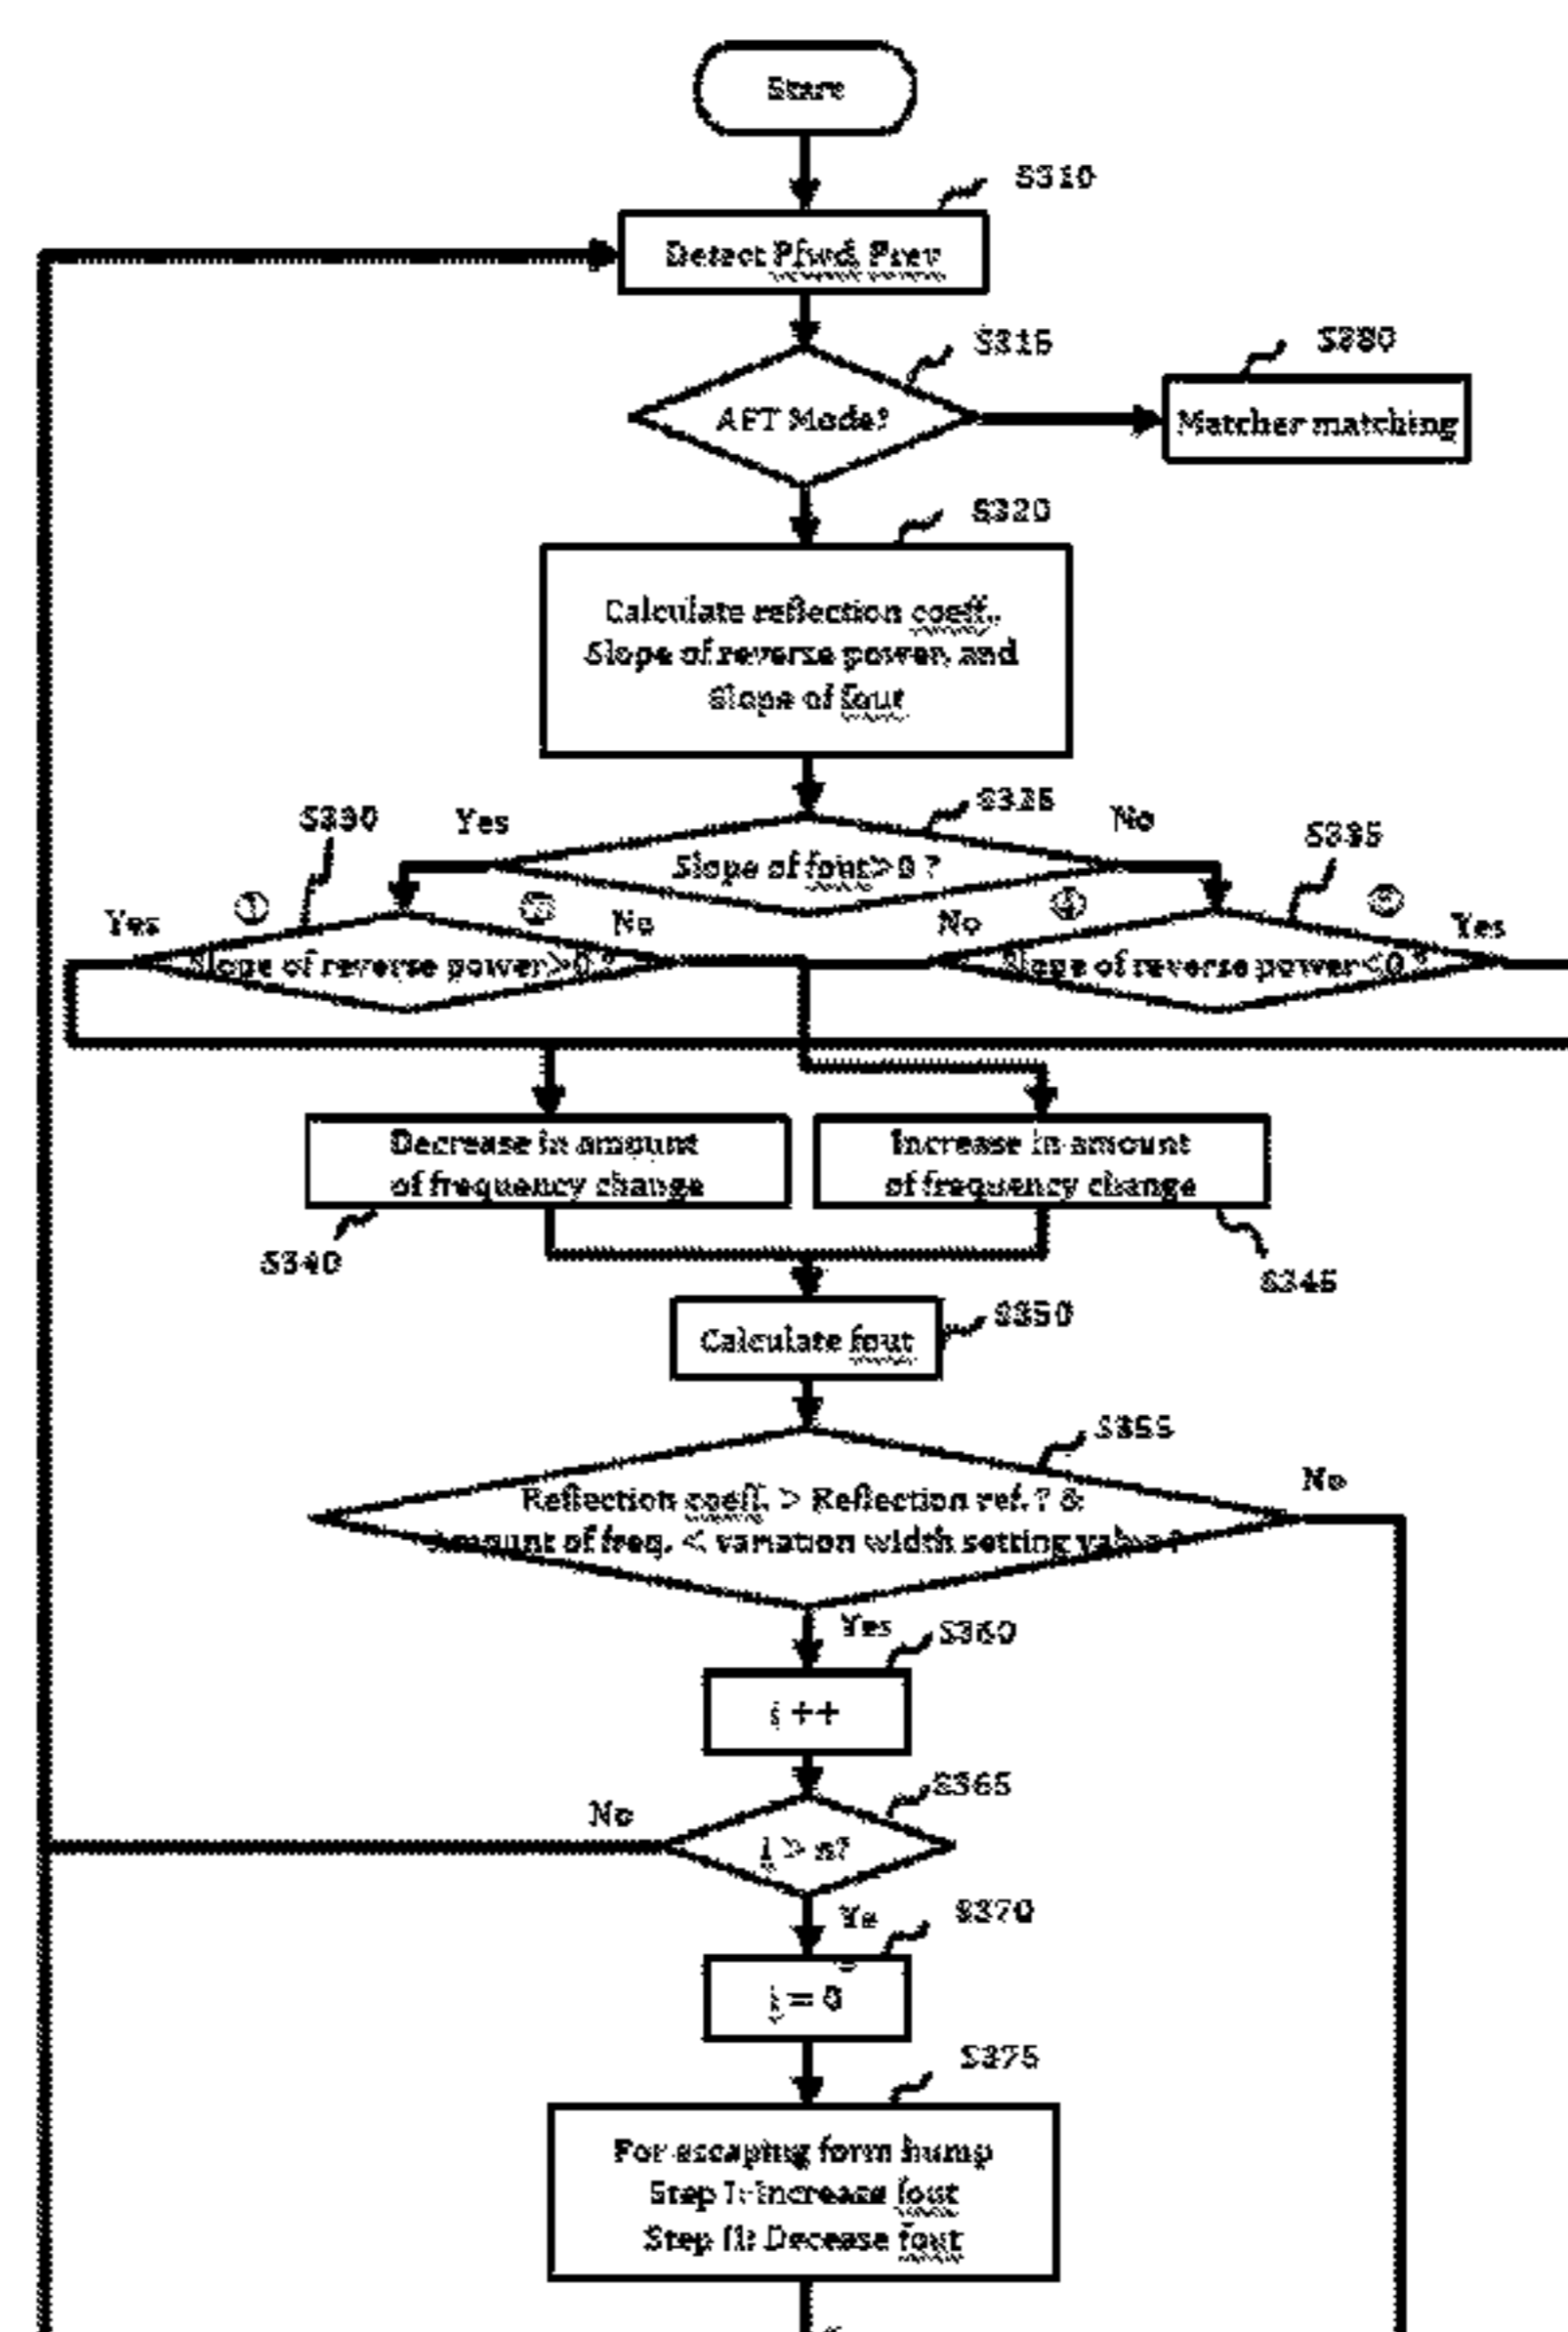 Start
S310
Detect Pfwd, Prev
S315
S380
AFT Mode?
Matcher matching
S320
Calculate reflection coeff.,
Slope of reverse power, and
Slope of fout
S330
Yes
S325
No
S335
Slope of fout > 0 ?
Yes
①
②
No
No
④
③
Yes
Slope of reverse power>0 ?
Slope of reverse power<0 ?
Decrease in amount
of frequency change
Increase in amount
of frequency change
S340
S345
S350
Calculate fout
S355
No
Reflection coeff. > Reflection ref. ? &
Amount of freq. < variation width setting value ?
Yes
S360
i ++
S365
No
i > n?
Ye
S370
i = 0
S375
For escaping form hump
Step I: Increase fout
Step II: Decease fout